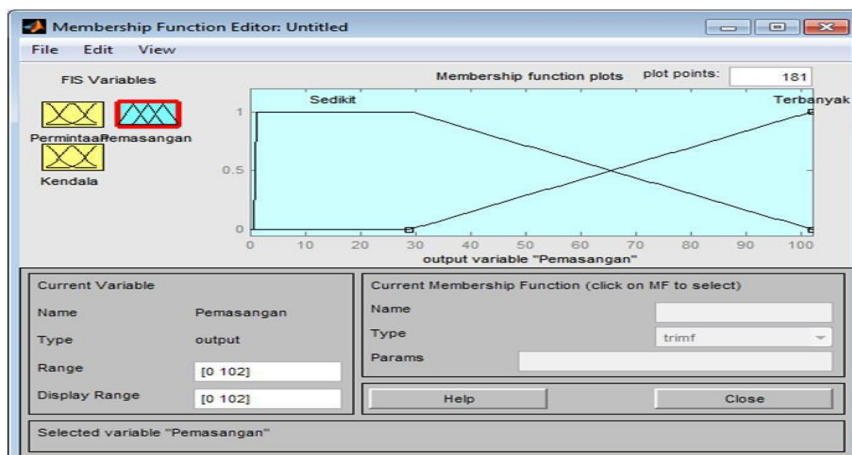 Membership Function Editor: Untitled
File Edit View
FIS Variables
Membership function plots plot points: 181
Permintaan Pemasangan
Kendala
Sedikit Terbanyak
1
0.5
0
0 10 20 30 40 50 60 70 80 90 100
output variable "Pemasangan"
Current Variable
Name Pemasangan
Type output
Range [0 102]
Display Range [0 102]
Current Membership Function (click on MF to select)
Name
Type trimf
Params
Help Close
Selected variable "Pemasangan"